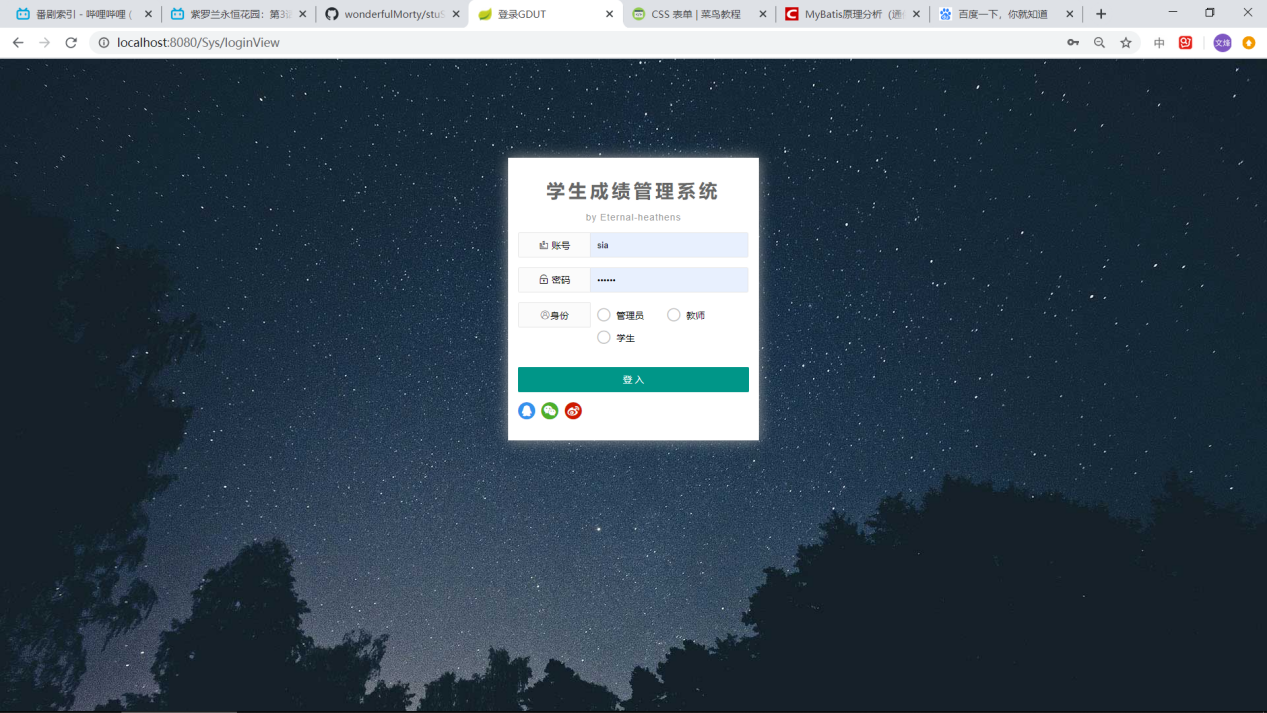 番剧索引 - 哔哩哔哩 (
紫罗兰永恒花园：第3
wonderfulMorty/stu
登录GDUT
CSS 表单 | 菜鸟教程
MyBatis原理分析（通
百度一下，你就知道
localhost:8080/Sys/loginView
中
文烽
学生成绩管理系统
by Eternal-heathens
账号
sia
密码
••••••
身份
管理员
教师
学生
登 入